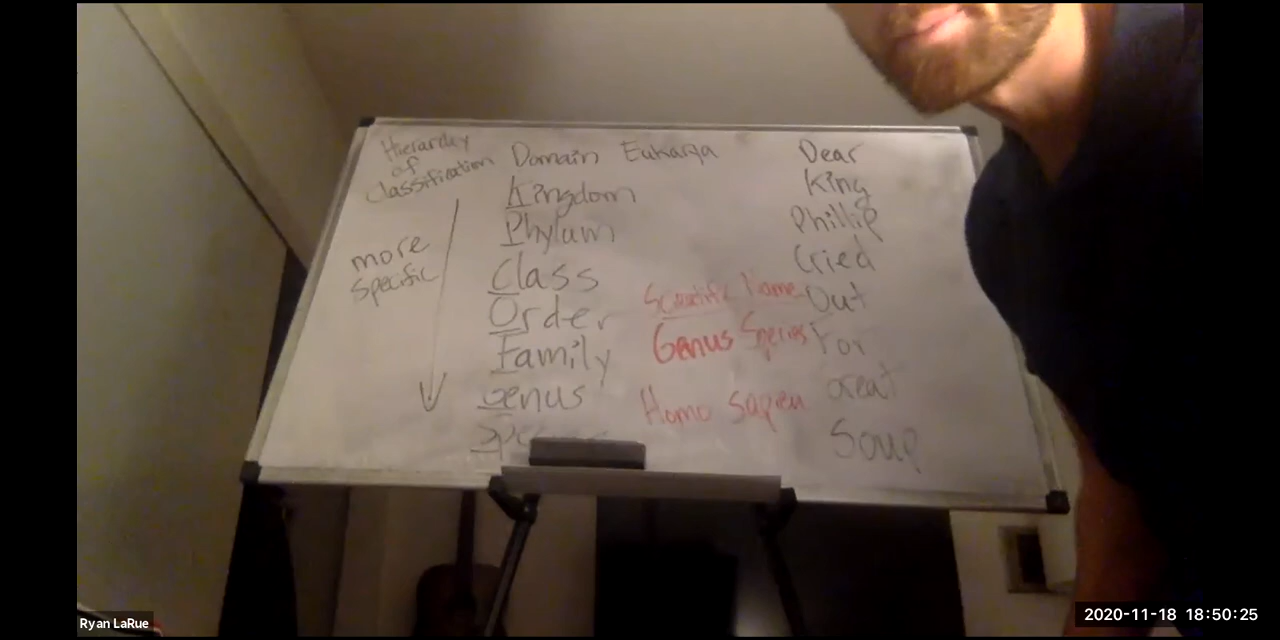 Hierarchy
of
classification
more
specific
Domain Eukarya
Kingdom
Phylum
Class
Order
Family
Genus
Scientific Name
Genus Species
Homo sapien
Dear
King
Phillip
Cried
Out
For
Great
Soup
Ryan LaRue
2020-11-18 18:50:25